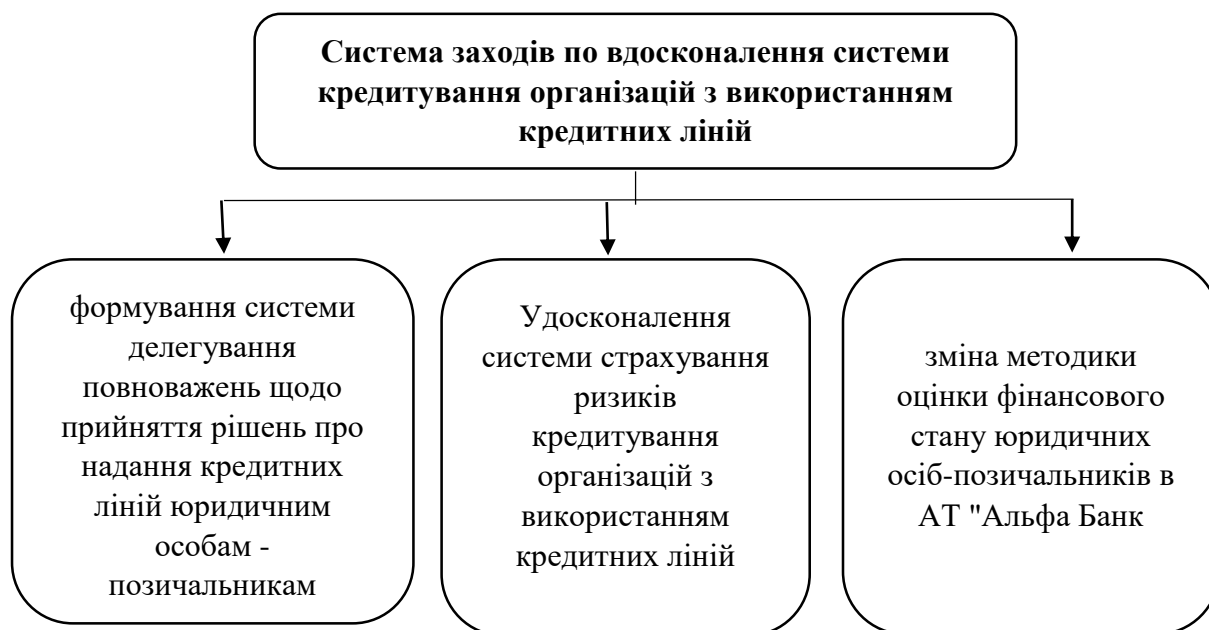 Система заходів по вдосконалення системи
кредитування організацій з використанням
кредитних ліній
формування системи
делегування
повноважень щодо
прийняття рішень про
надання кредитних
ліній юридичним
особам -
позичальникам
Удосконалення
системи страхування
ризиків
кредитування
організацій з
використанням
кредитних ліній
зміна методики
оцінки фінансового
стану юридичних
осіб-позичальників в
АТ "Альфа Банк